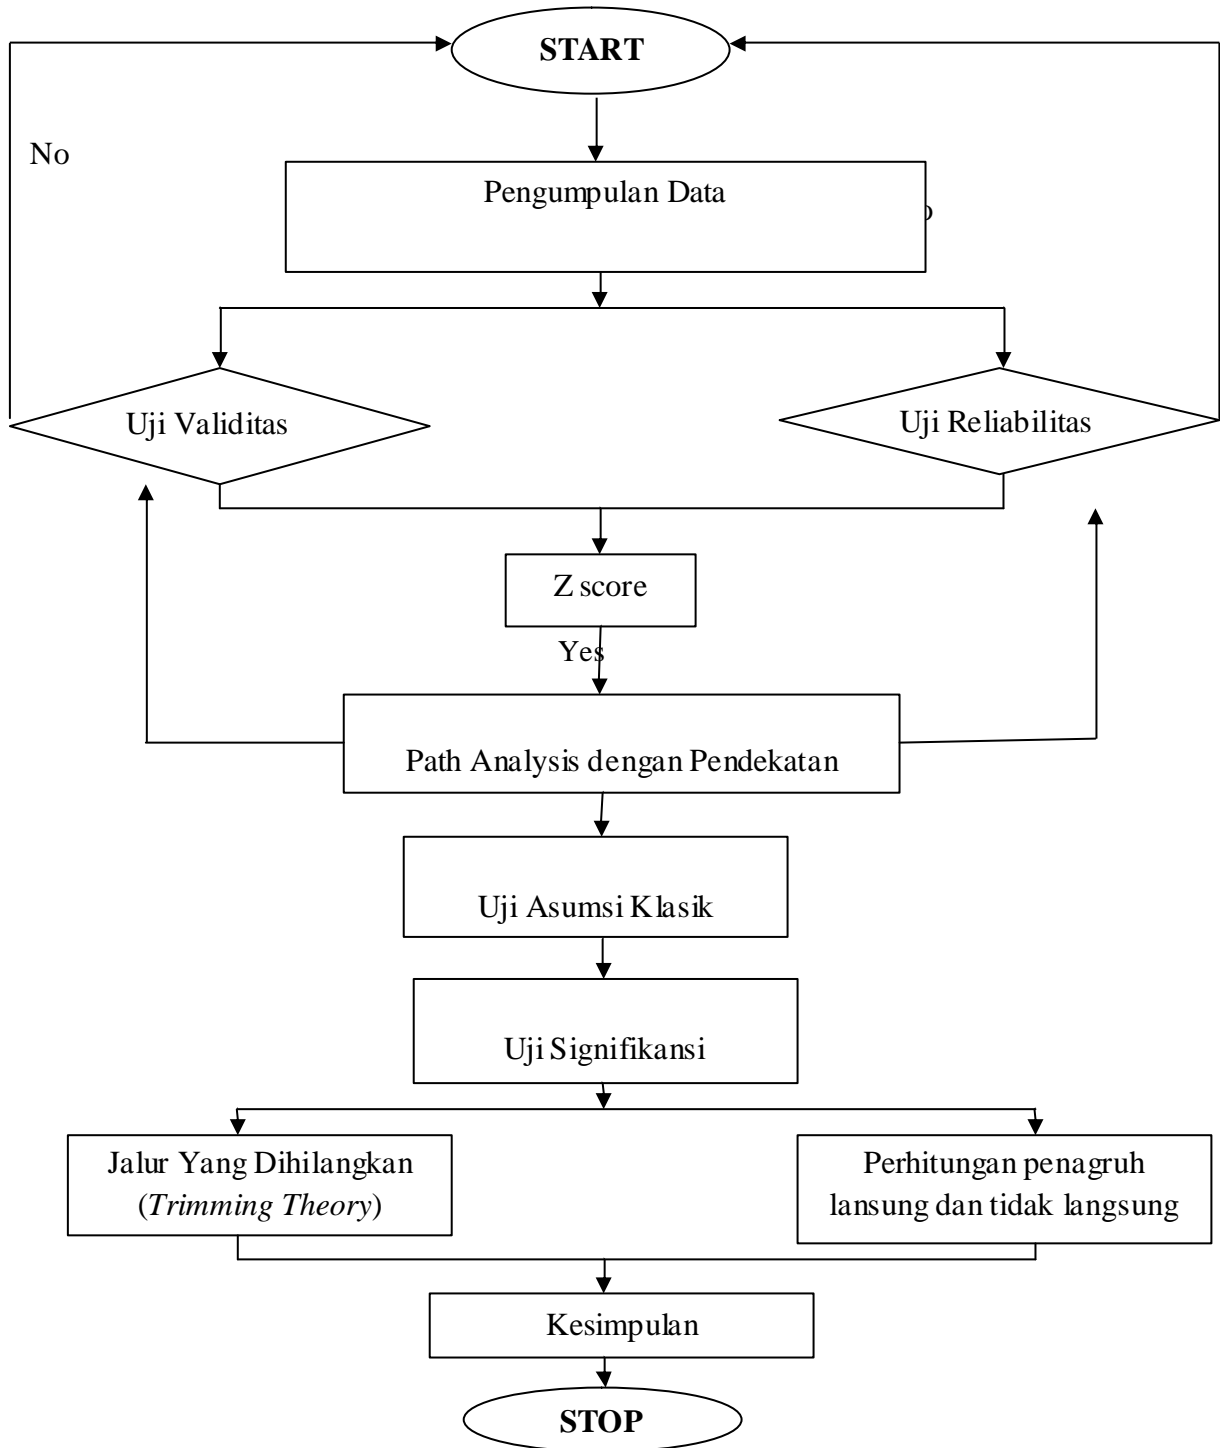 START
No
Pengumpulan Data
Uji Validitas
Uji Reliabilitas
Z score
Yes
Path Analysis dengan Pendekatan
Uji Asumsi Klasik
Uji Signifikansi
Jalur Yang Dihilangkan
(Trimming Theory)
Perhitungan penagruh
lansung dan tidak langsung
Kesimpulan
STOP